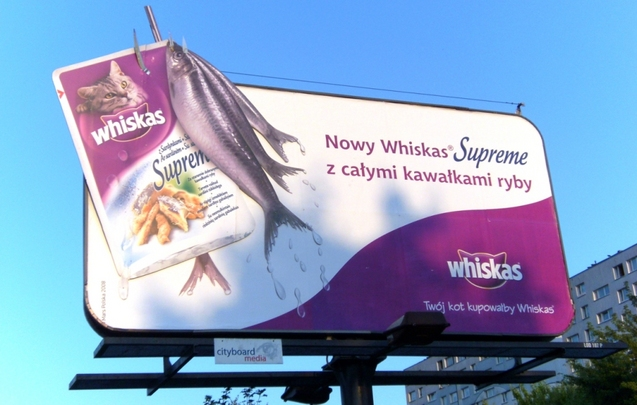 whiskas
Supreme
Nowy Whiskas® Supreme
z całymi kawałkami ryby
whiskas
Twój kot kupowałby Whiskas®
cityboard
media